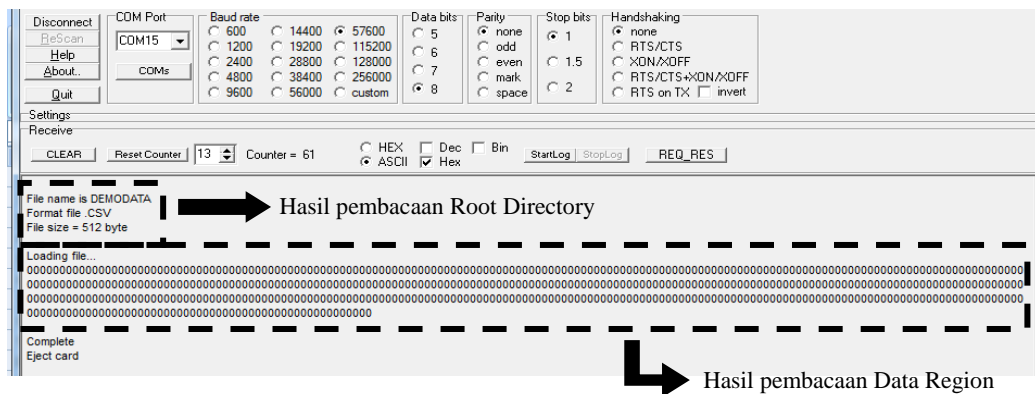 Disconnect
ReScan
Help
About..
Quit
COM Port
COM15
COMs
Baud rate
600 14400 57600
1200 19200 115200
2400 28800 128000
4800 38400 256000
9600 56000 custom
Data bits
5
6
7
8
Parity
none
odd
even
mark
space
Stop bits
1
1.5
2
Handshaking
none
RTS/CTS
XON/XOFF
RTS/CTS+XON/XOFF
RTS on TX invert
Settings
Receive
CLEAR Reset Counter 13 Counter = 61
HEX Dec Bin
ASCII Hex
StartLog StopLog REQ_RES
File name is DEMODATA
Format file .CSV
File size = 512 byte
Hasil pembacaan Root Directory
Loading file...
000000000000000000000000000000000000000000000000000000000000000000000000000000000000000000000000000000000000000000000000000000000000000000000000000000000
000000000000000000000000000000000000000000000000000000000000000000000000000000000000000000000000000000000000000000000000000000000000000000000000000000000
000000000000000000000000000000000000000000000000000000000000000000000000000000000000000000000000000000000000000000000000000000000000000000000000000000000
00000000000000000000000000000000000000000000000000000
Complete
Eject card
Hasil pembacaan Data Region